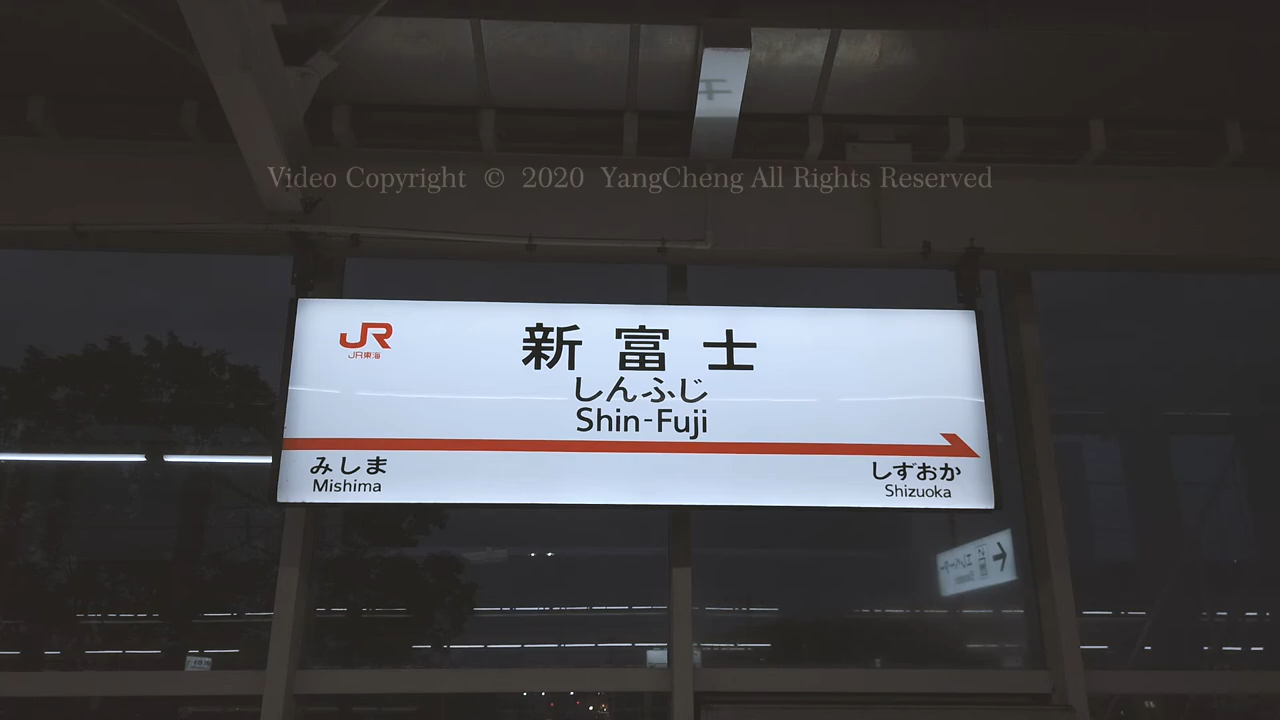 Video Copyright © 2020 YangCheng All Rights Reserved
JR
JR東海
新富士
しんふじ
Shin-Fuji
みしま
Mishima
しずおか
Shizuoka